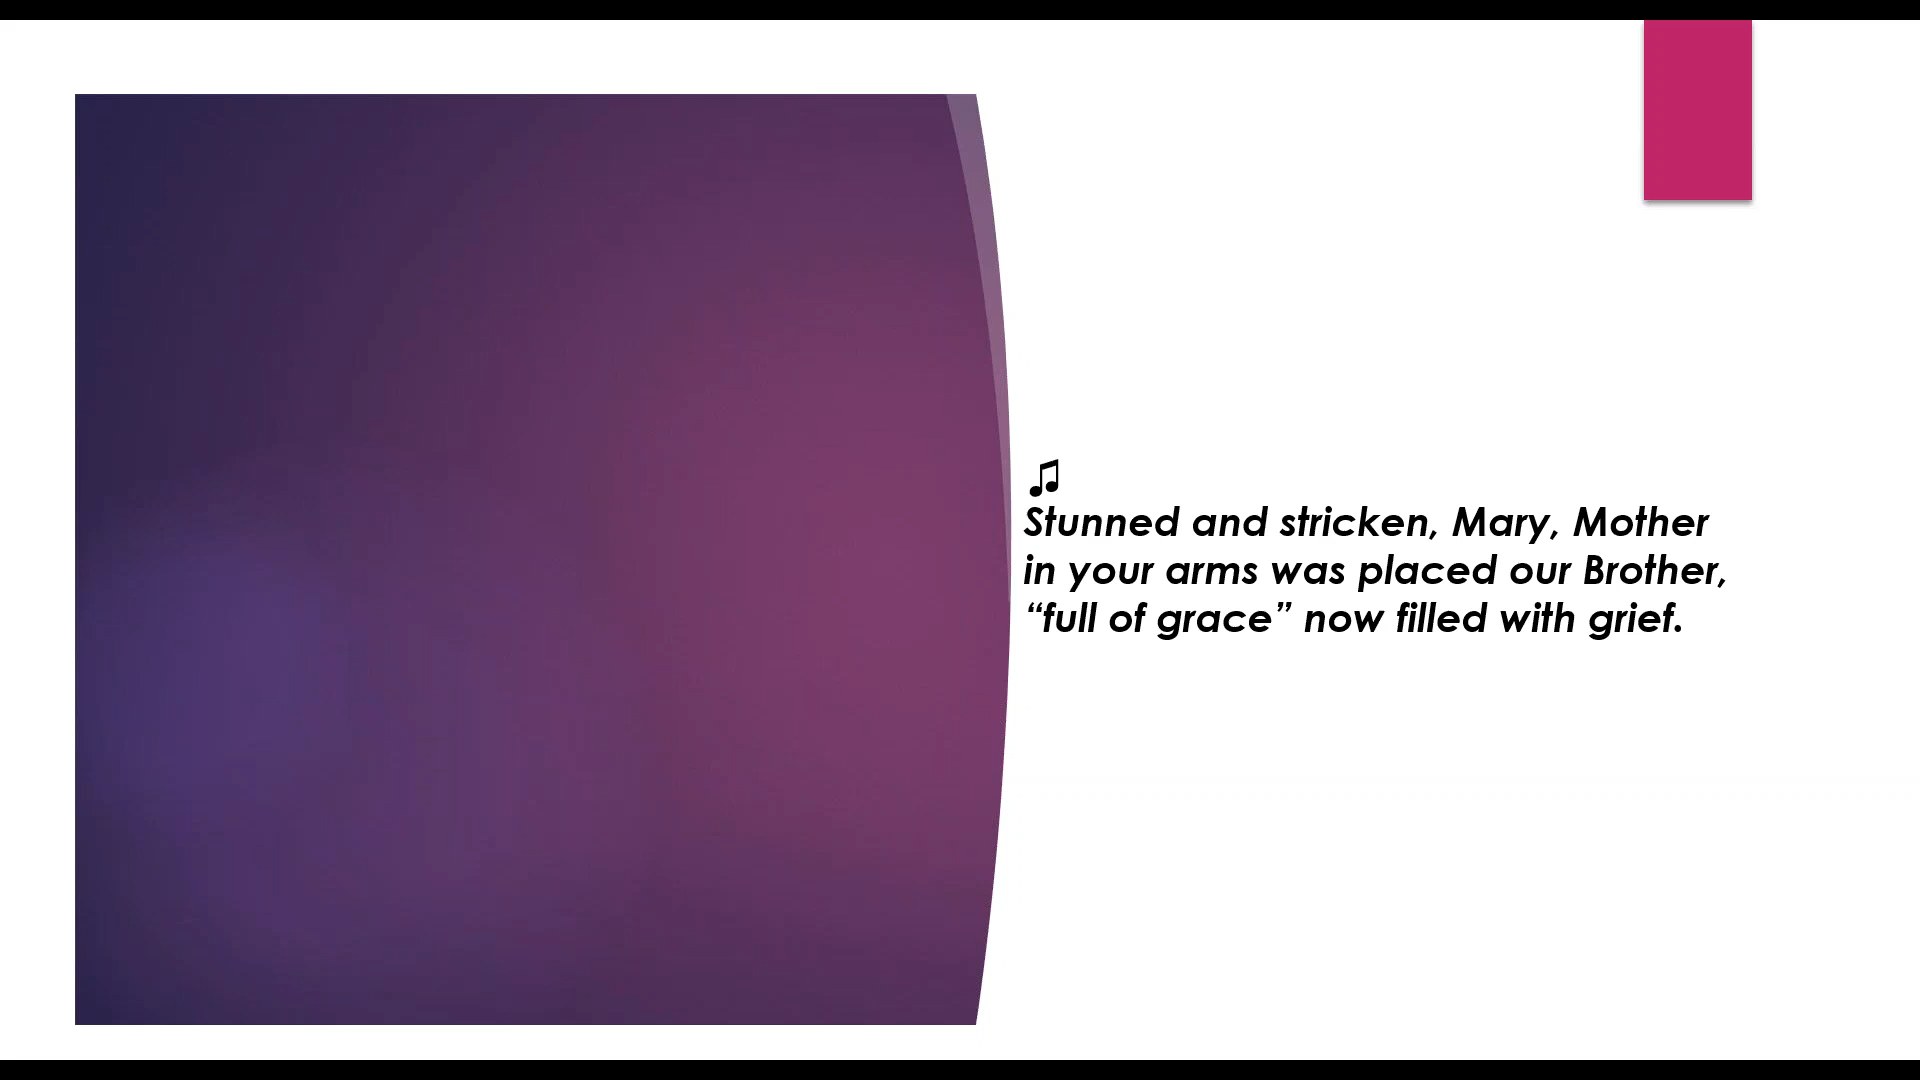 ♫
Stunned and stricken, Mary, Mother
in your arms was placed our Brother,
“full of grace” now filled with grief.